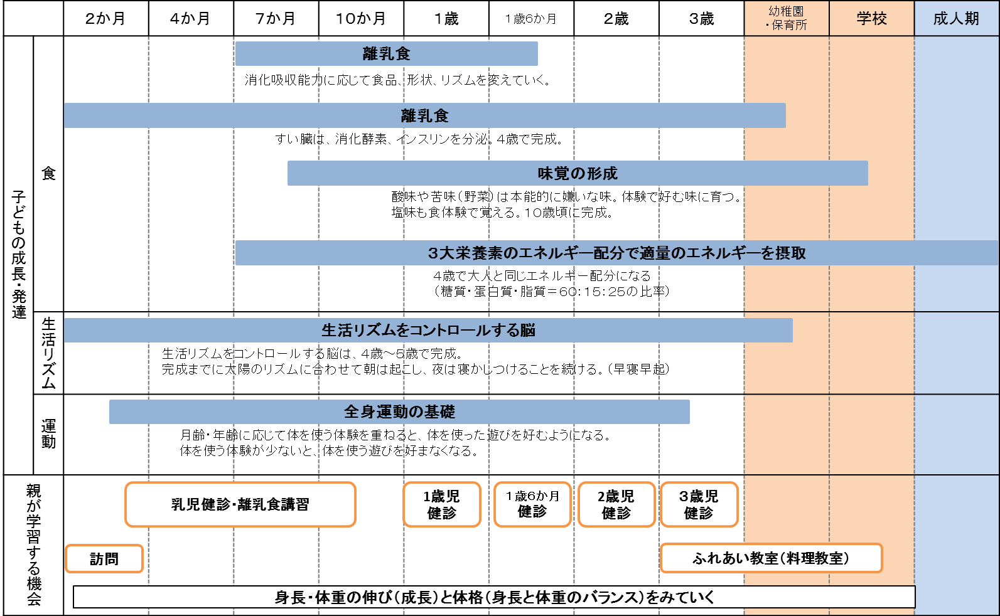 2か月
4か月
7か月
10か月
1歳
1歳6か月
2歳
3歳
幼稚園
・保育所
学校
成人期
子どもの成長・発達
食
離乳食
消化吸収能力に応じて食品、形状、リズムを変えていく。
離乳食
すい臓は、消化酵素、インスリンを分泌。4歳で完成。
味覚の形成
酸味や苦味（野菜）は本能的に嫌いな味。体験で好む味に育つ。
塩味も食体験で覚える。10歳頃に完成。
3大栄養素のエネルギー配分で適量のエネルギーを摂取
4歳で大人と同じエネルギー配分になる
（糖質・蛋白質・脂質＝60：15：25の比率）
生活リズム
生活リズムをコントロールする脳
生活リズムをコントロールする脳は、4歳～5歳で完成。
完成までに太陽のリズムに合わせて朝は起こし、夜は寝かしつけることを続ける。（早寝早起）
運動
全身運動の基礎
月齢・年齢に応じて体を使う体験を重ねると、体を使った遊びを好むようになる。
体を使う体験が少ないと、体を使う遊びを好まなくなる。
親が学習する機会
乳児健診・離乳食講習
1歳児
健診
1歳6か月
健診
2歳児
健診
3歳児
健診
訪問
ふれあい教室（料理教室）
身長・体重の伸び（成長）と体格（身長と体重のバランス）をみていく